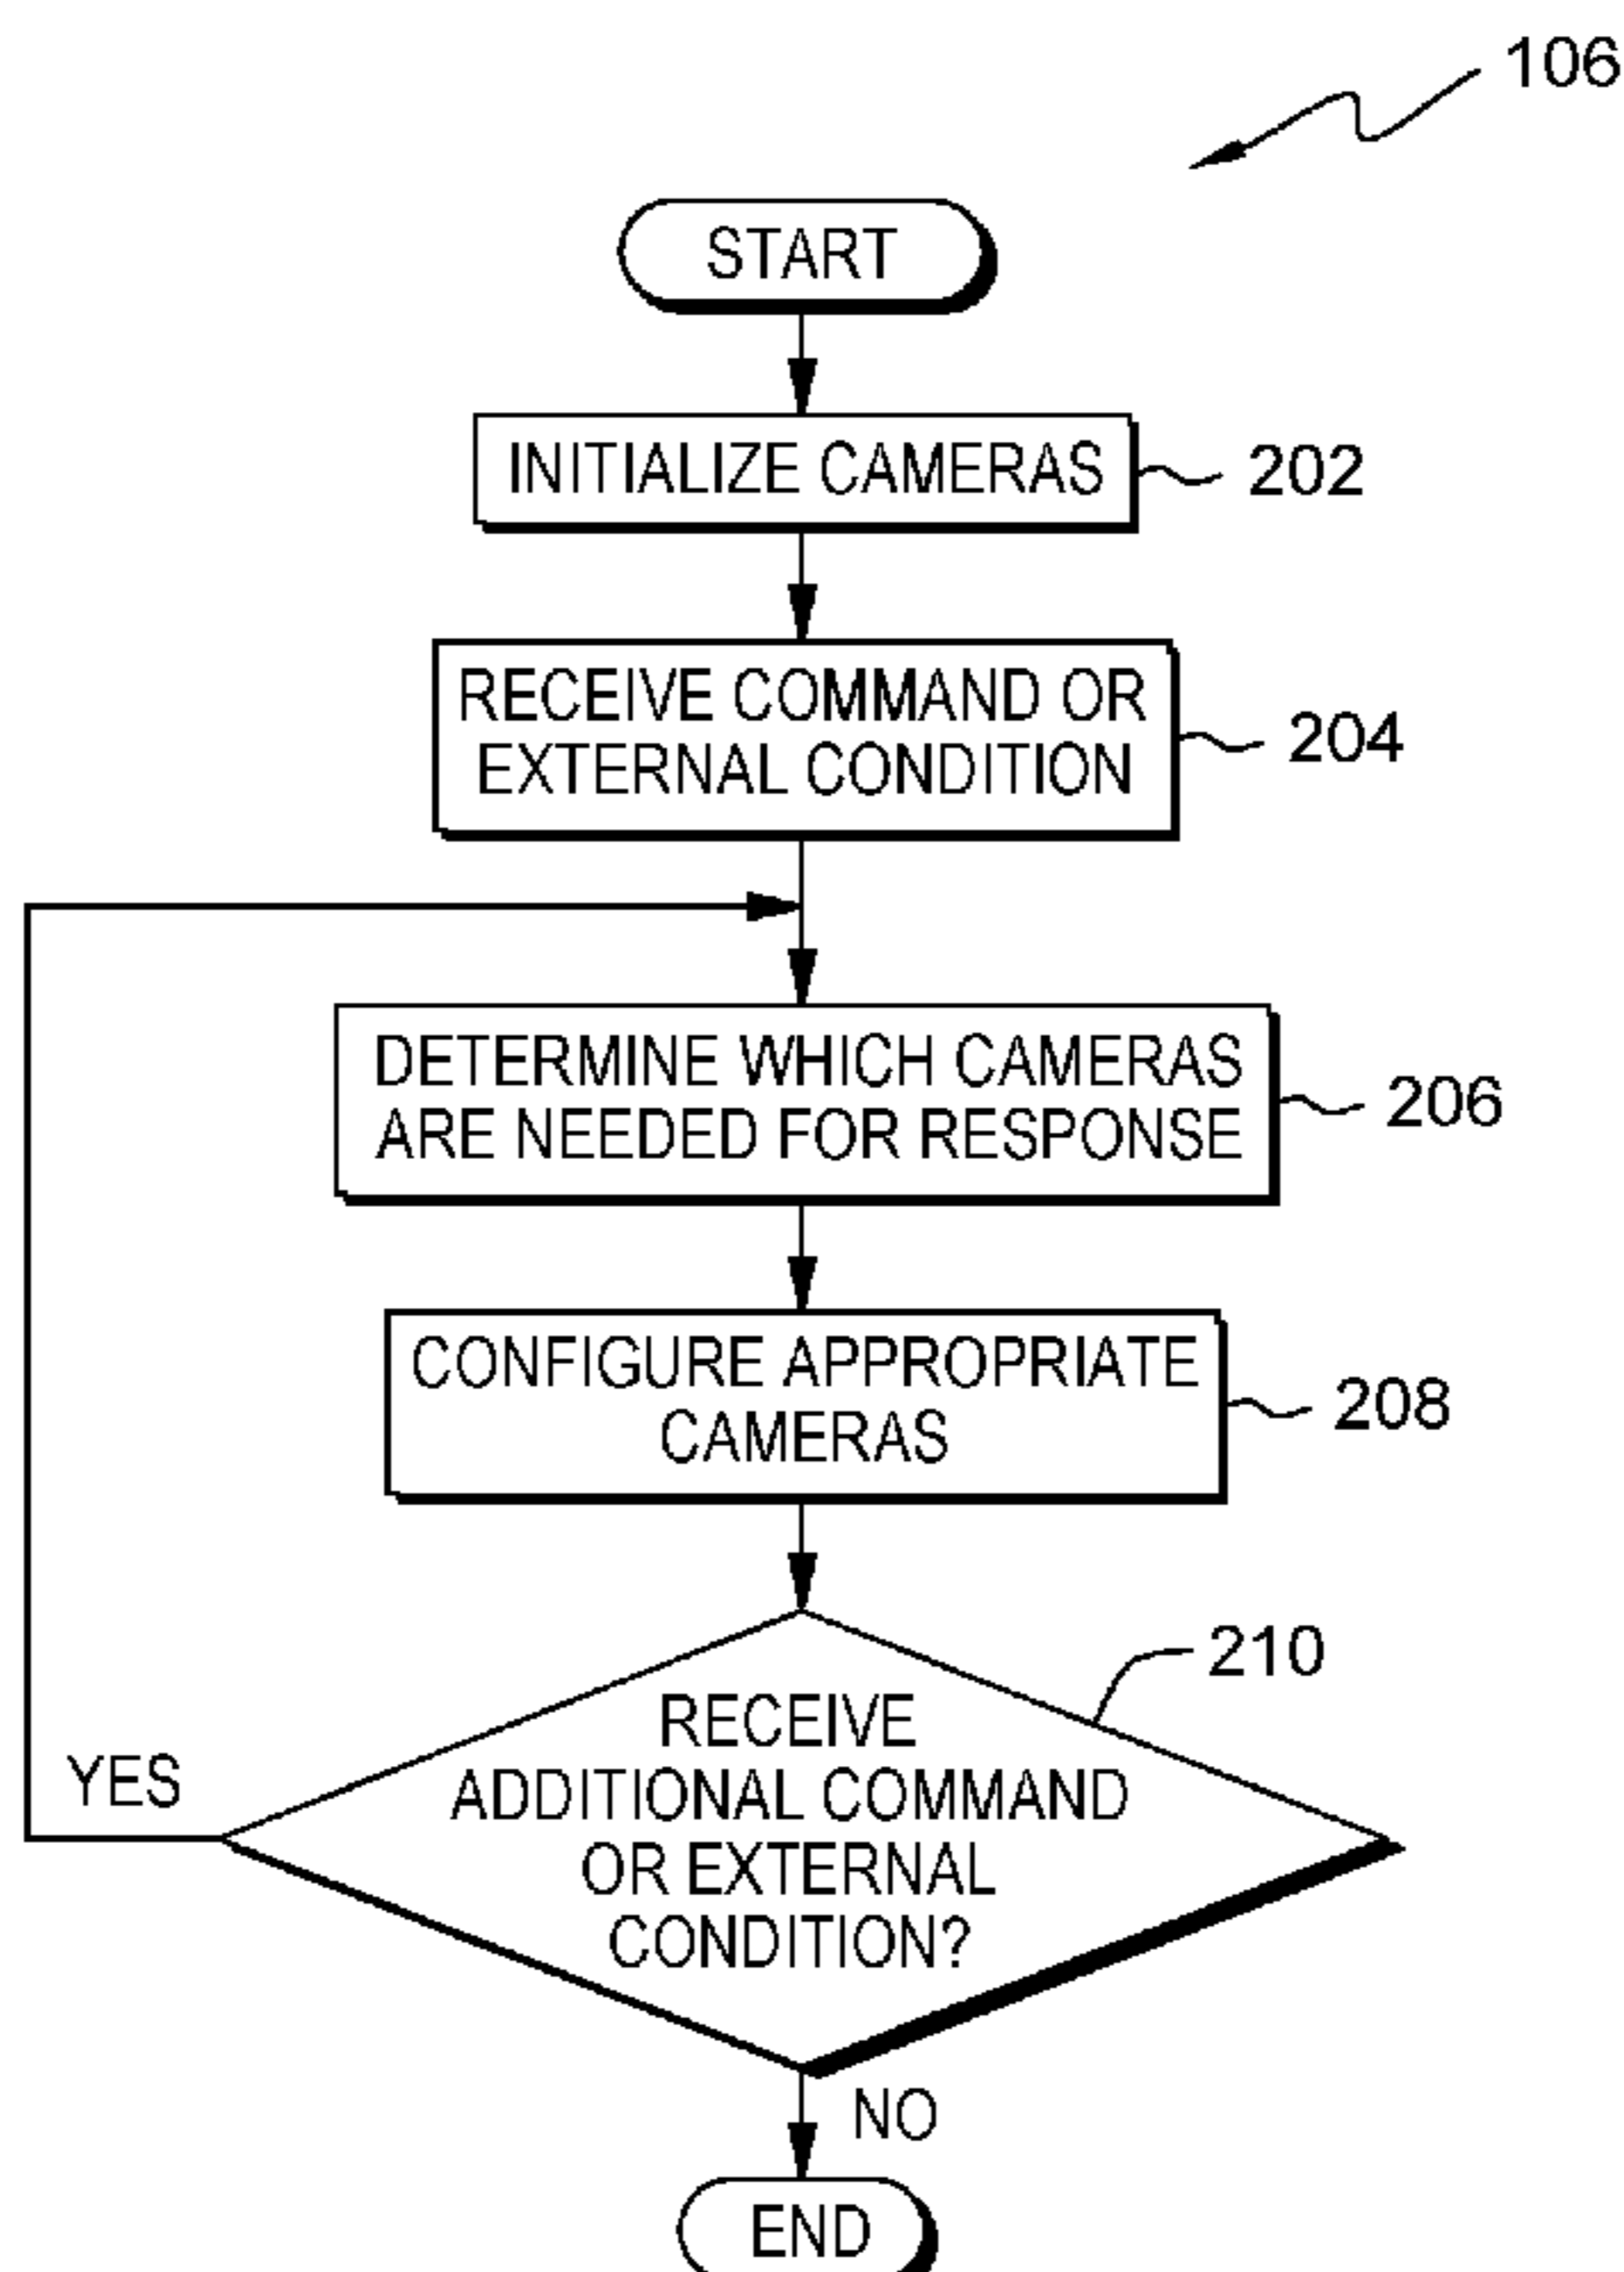 106
START
INITIALIZE CAMERAS
202
RECEIVE COMMAND OR
EXTERNAL CONDITION
204
DETERMINE WHICH CAMERAS
ARE NEEDED FOR RESPONSE
206
CONFIGURE APPROPRIATE
CAMERAS
208
210
RECEIVE
ADDITIONAL COMMAND
OR EXTERNAL
CONDITION?
YES
NO
END